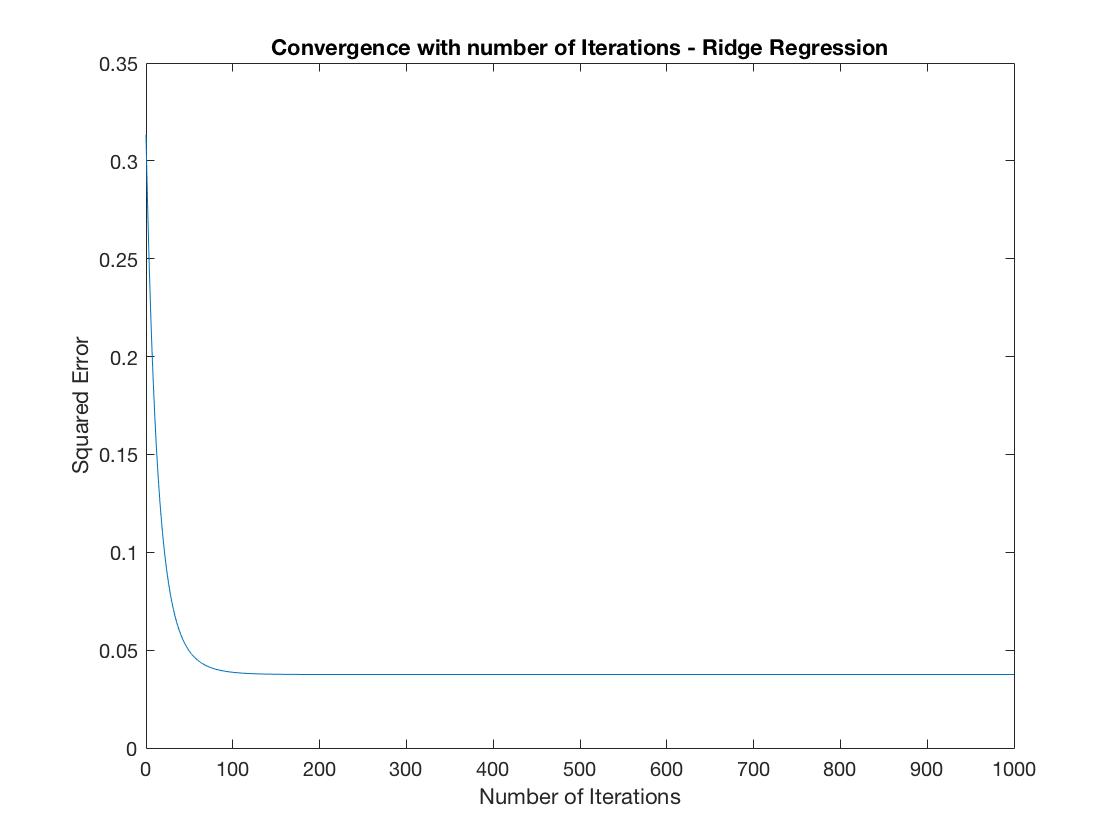 Convergence with number of Iterations - Ridge Regression
0.35
0.3
0.25
0.2
0.15
0.1
0.05
0
Squared Error
0 100 200 300 400 500 600 700 800 900 1000
Number of Iterations